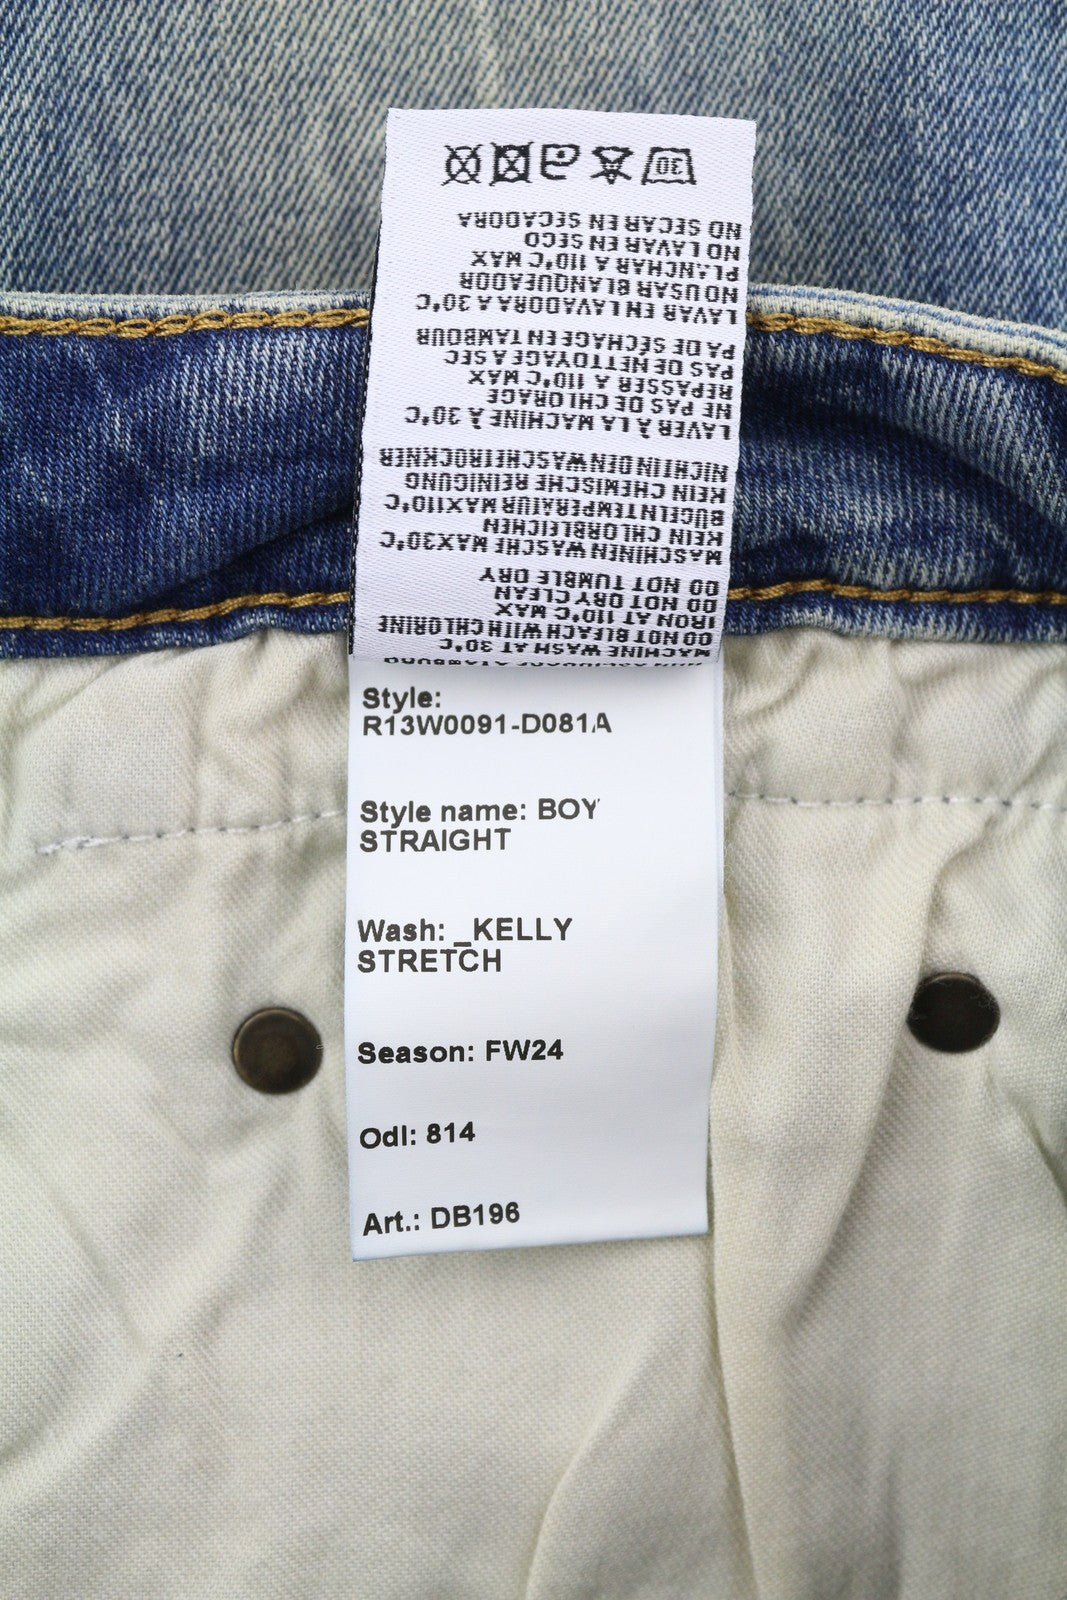 MACHINE WASH AT 30°C
DO NOT BLEACH WITH CHLORINE
IRON AT 110°C MAX
DO NOT DRY CLEAN
DO NOT TUMBLE DRY
MASCHINEN WASCHE MAX30°C
KEIN CHLORBLEICHEN
BUGELNTEMPERATUR MAX110°C
KEIN CHEMISCHE REINIGUNG
NICHT IN DEN WASCHETROCKNER
LAVER À LA MACHINE À 30°C
NE PAS DE CHLORAGE
REPASSER A 110°C MAX
PAS DE NETTOYAGE A SEC
PA DE SÉCHAGE EN TAMBOUR
LAVAR EN LAVADORA A 30°C
NO USAR BLANQUEADOR
PLANCHAR A 110°C MAX
NO LAVAR EN SECO
NO SECAR EN SECADORA
30
Style:
R13W0091-D081A
Style name: BOY
STRAIGHT
Wash: _KELLY
STRETCH
Season: FW24
Odl: 814
Art.: DB196